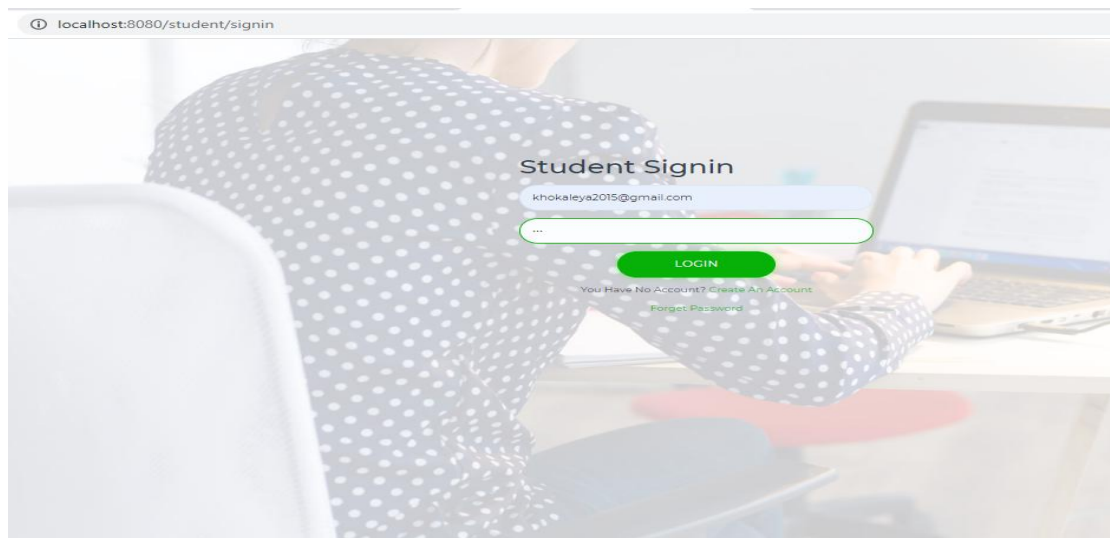 localhost:8080/student/signin
Student Signin
khokaleya2015@gmail.com
...
LOGIN
You Have No Account? Create An Account
Forget Password